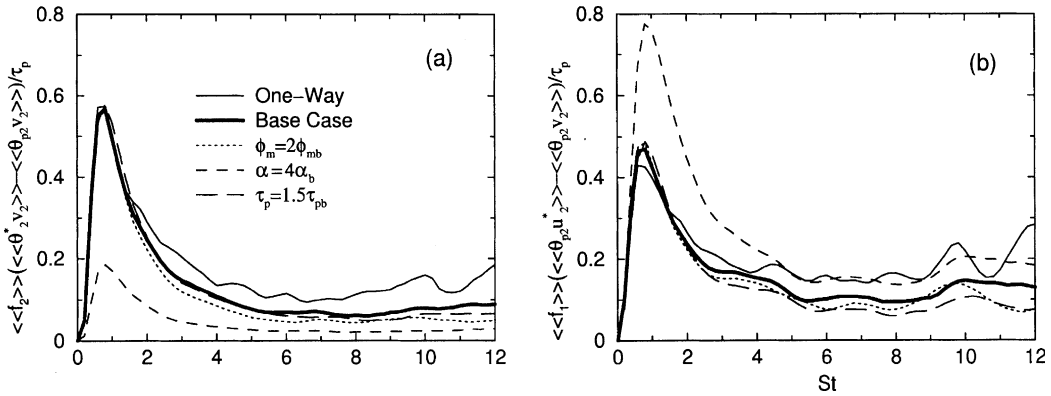 <<f₂>>(<<θ*₂v₂>>−<<θₚ₂v₂>>)/τₚ
0.8
0.6
0.4
0.2
0
0 2 4 6 8 10 12
(a)
One−Way
Base Case
ϕₘ=2ϕₘb
α=4αb
τₚ=1.5τₚb
<<f₁>>(<<θₚ₂u*₂>>−<<θₚ₂v₂>>)/τₚ
0.8
0.6
0.4
0.2
0.0
0 2 4 6 8 10 12
St
(b)